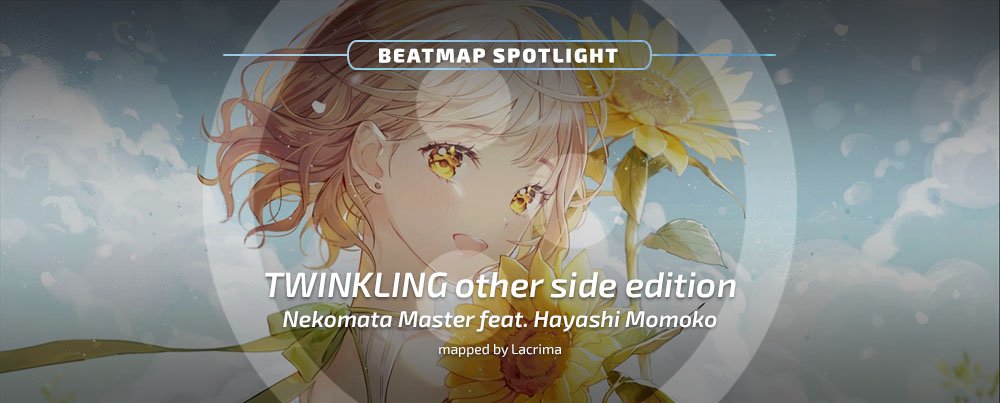 BEATMAP SPOTLIGHT
TWINKLING other side edition
Nekomata Master feat. Hayashi Momoko
mapped by Lacrima